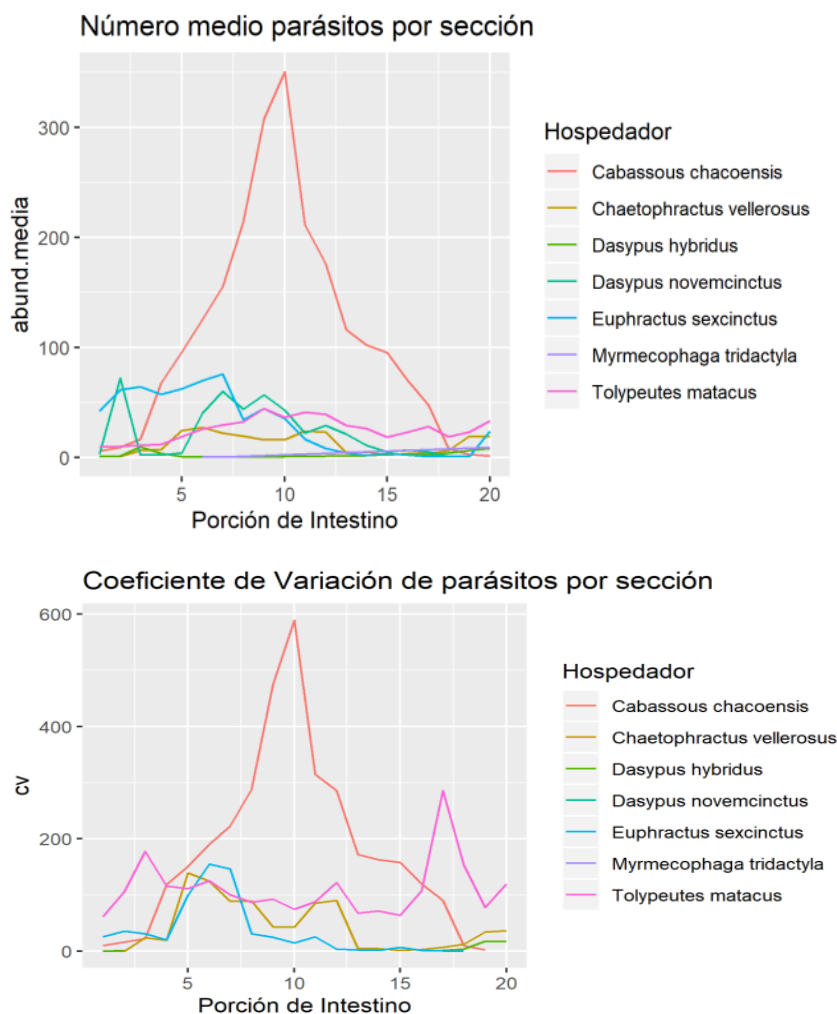 Número medio parásitos por sección
300
200
100
0
abund.media
5
10
15
20
Porción de Intestino
Hospedador
Cabassous chacoensis
Chaetophractus vellerosus
Dasypus hybridus
Dasypus novemcinctus
Euphractus sexcinctus
Myrmecophaga tridactyla
Tolypeutes matacus
Coeficiente de Variación de parásitos por sección
600
400
200
0
cv
5
10
15
20
Porción de Intestino
Hospedador
Cabassous chacoensis
Chaetophractus vellerosus
Dasypus hybridus
Dasypus novemcinctus
Euphractus sexcinctus
Myrmecophaga tridactyla
Tolypeutes matacus